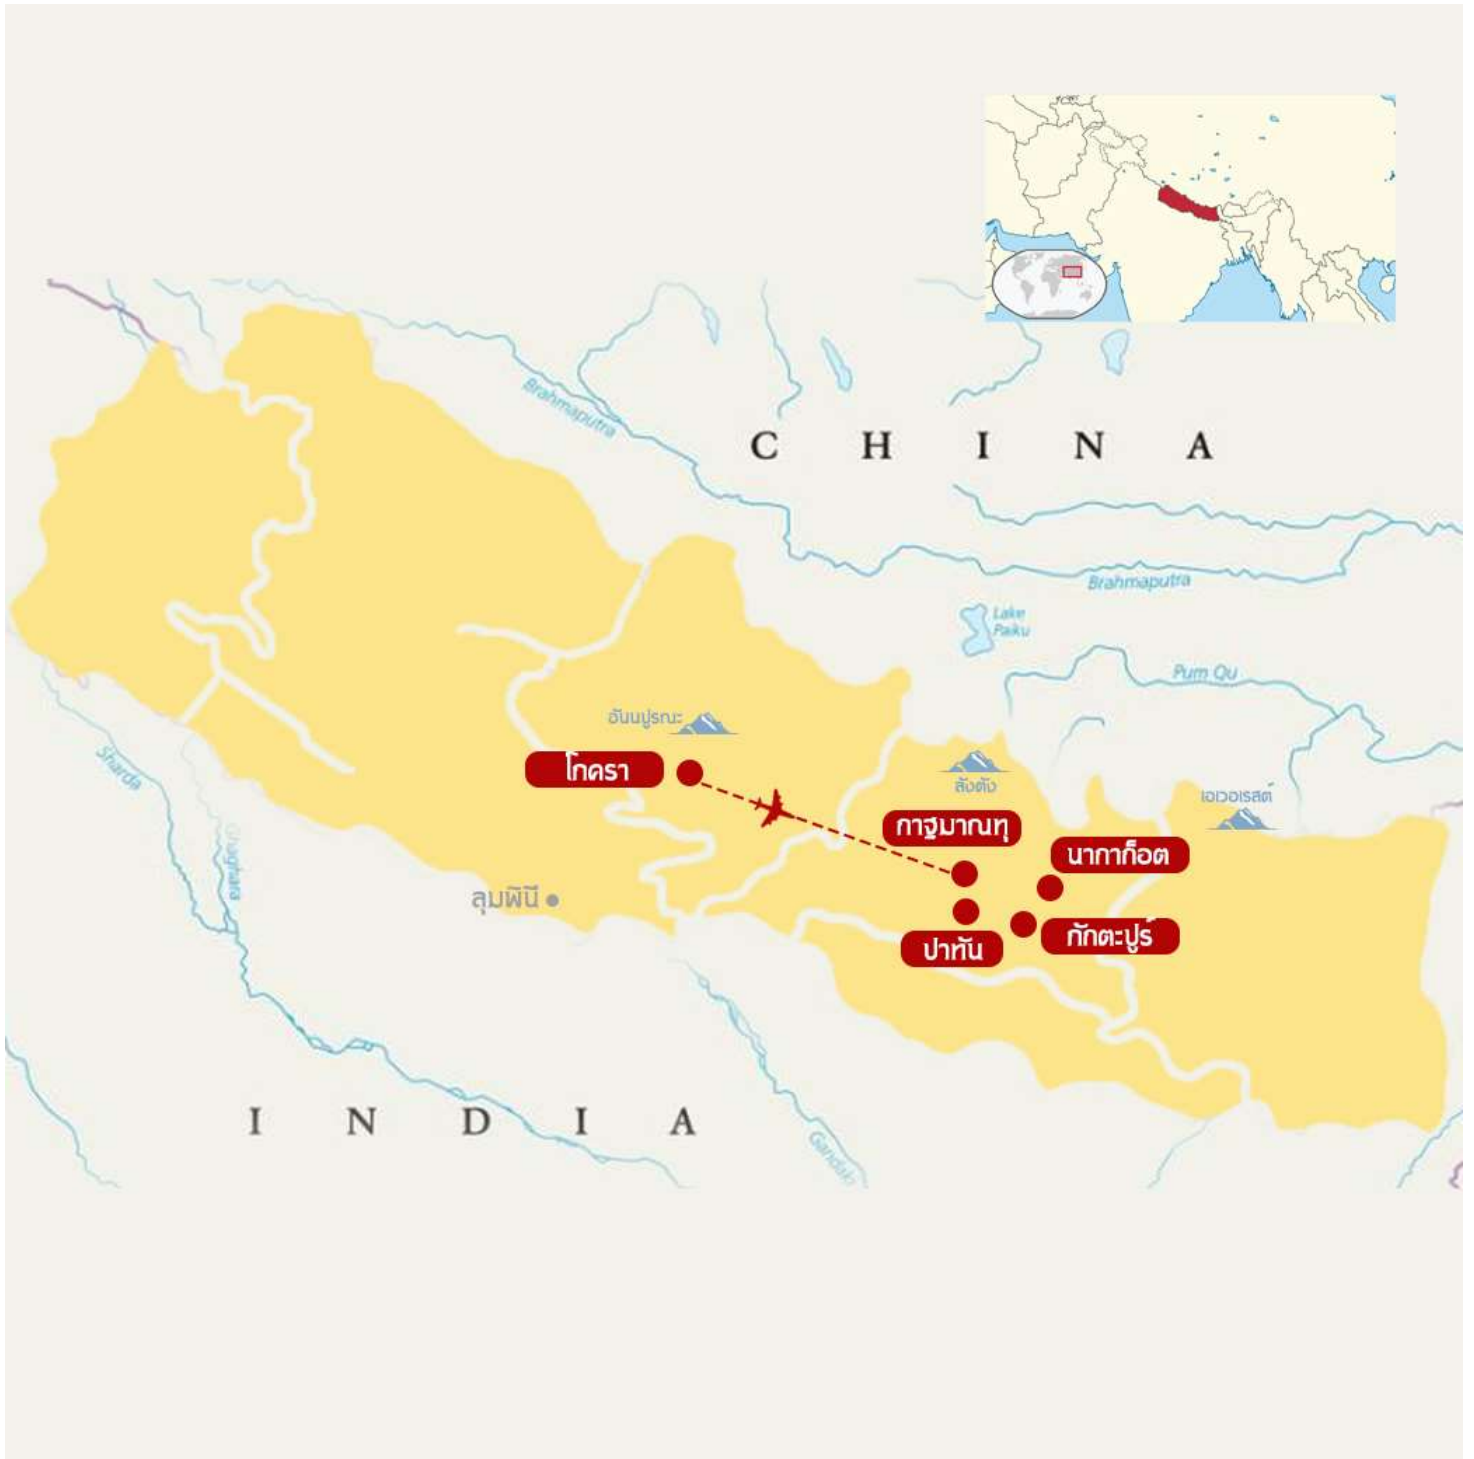 Brahmaputra
C H I N A
Brahmaputra
Lake
Paiku
Pum Qu
อันนปูรณะ
โภครา
ลังตัง
เอเวอเรสต์
กาฐมาณฑุ
นากาก็อต
Sharda
Ghaghara
ลุมพินี
ปาทัน
ภักตะปูร์
I N D I A
Gandaki